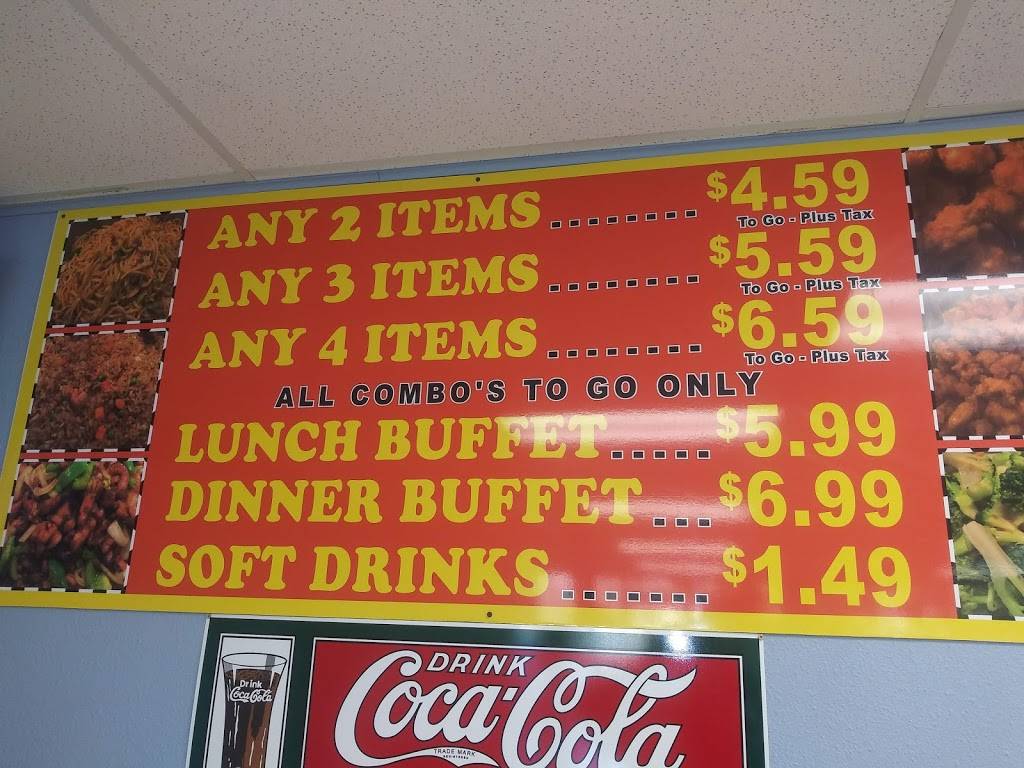 ANY 2 ITEMS ........ $4.59
To Go - Plus Tax
ANY 3 ITEMS ........ $5.59
To Go - Plus Tax
ANY 4 ITEMS ........ $6.59
To Go - Plus Tax
ALL COMBO'S TO GO ONLY
LUNCH BUFFET ..... $5.99
DINNER BUFFET ... $6.99
SOFT DRINKS ....... $1.49
DRINK
Coca-Cola
TRADE MARK
REGISTERED
Drink
Coca-Cola